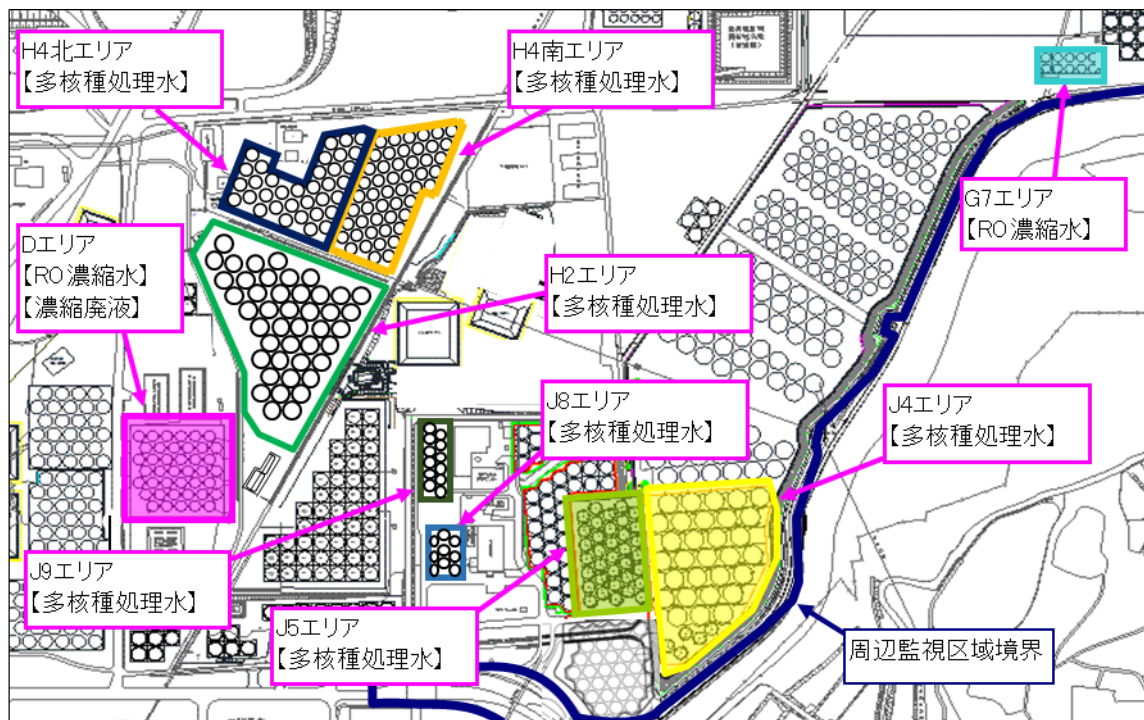 H4北エリア
【多核種処理水】
H4南エリア
【多核種処理水】
G7エリア
【RO濃縮水】
Dエリア
【RO濃縮水】
【濃縮廃液】
H2エリア
【多核種処理水】
J8エリア
【多核種処理水】
J4エリア
【多核種処理水】
J9エリア
【多核種処理水】
J5エリア
【多核種処理水】
周辺監視区域境界